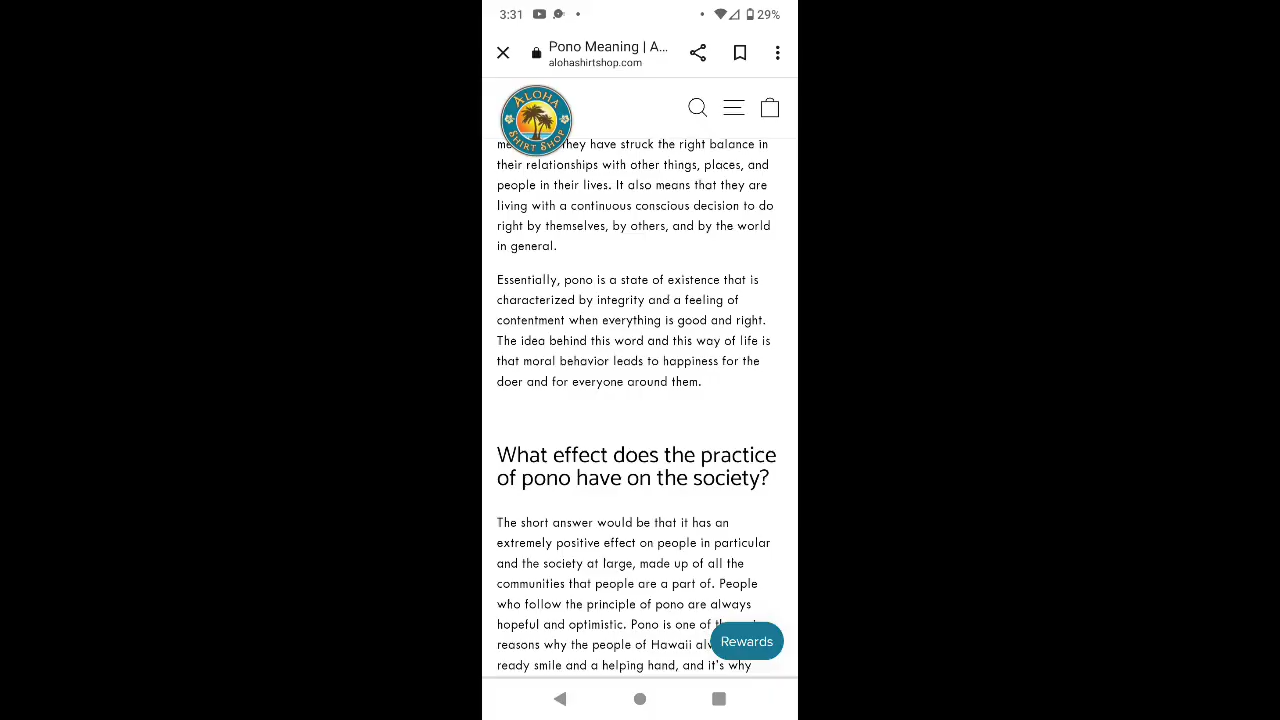 3:31
29%
Pono Meaning | A...
alohashirtshop.com
ALOHA
SHIRT SHOP
they have struck the right balance in
their relationships with other things, places, and
people in their lives. It also means that they are
living with a continuous conscious decision to do
right by themselves, by others, and by the world
in general.
Essentially, pono is a state of existence that is
characterized by integrity and a feeling of
contentment when everything is good and right.
The idea behind this word and this way of life is
that moral behavior leads to happiness for the
doer and for everyone around them.
What effect does the practice
of pono have on the society?
The short answer would be that it has an
extremely positive effect on people in particular
and the society at large, made up of all the
communities that people are a part of. People
who follow the principle of pono are always
hopeful and optimistic. Pono is one of
reasons why the people of Hawaii
Rewards
ready smile and a helping hand, and it's why